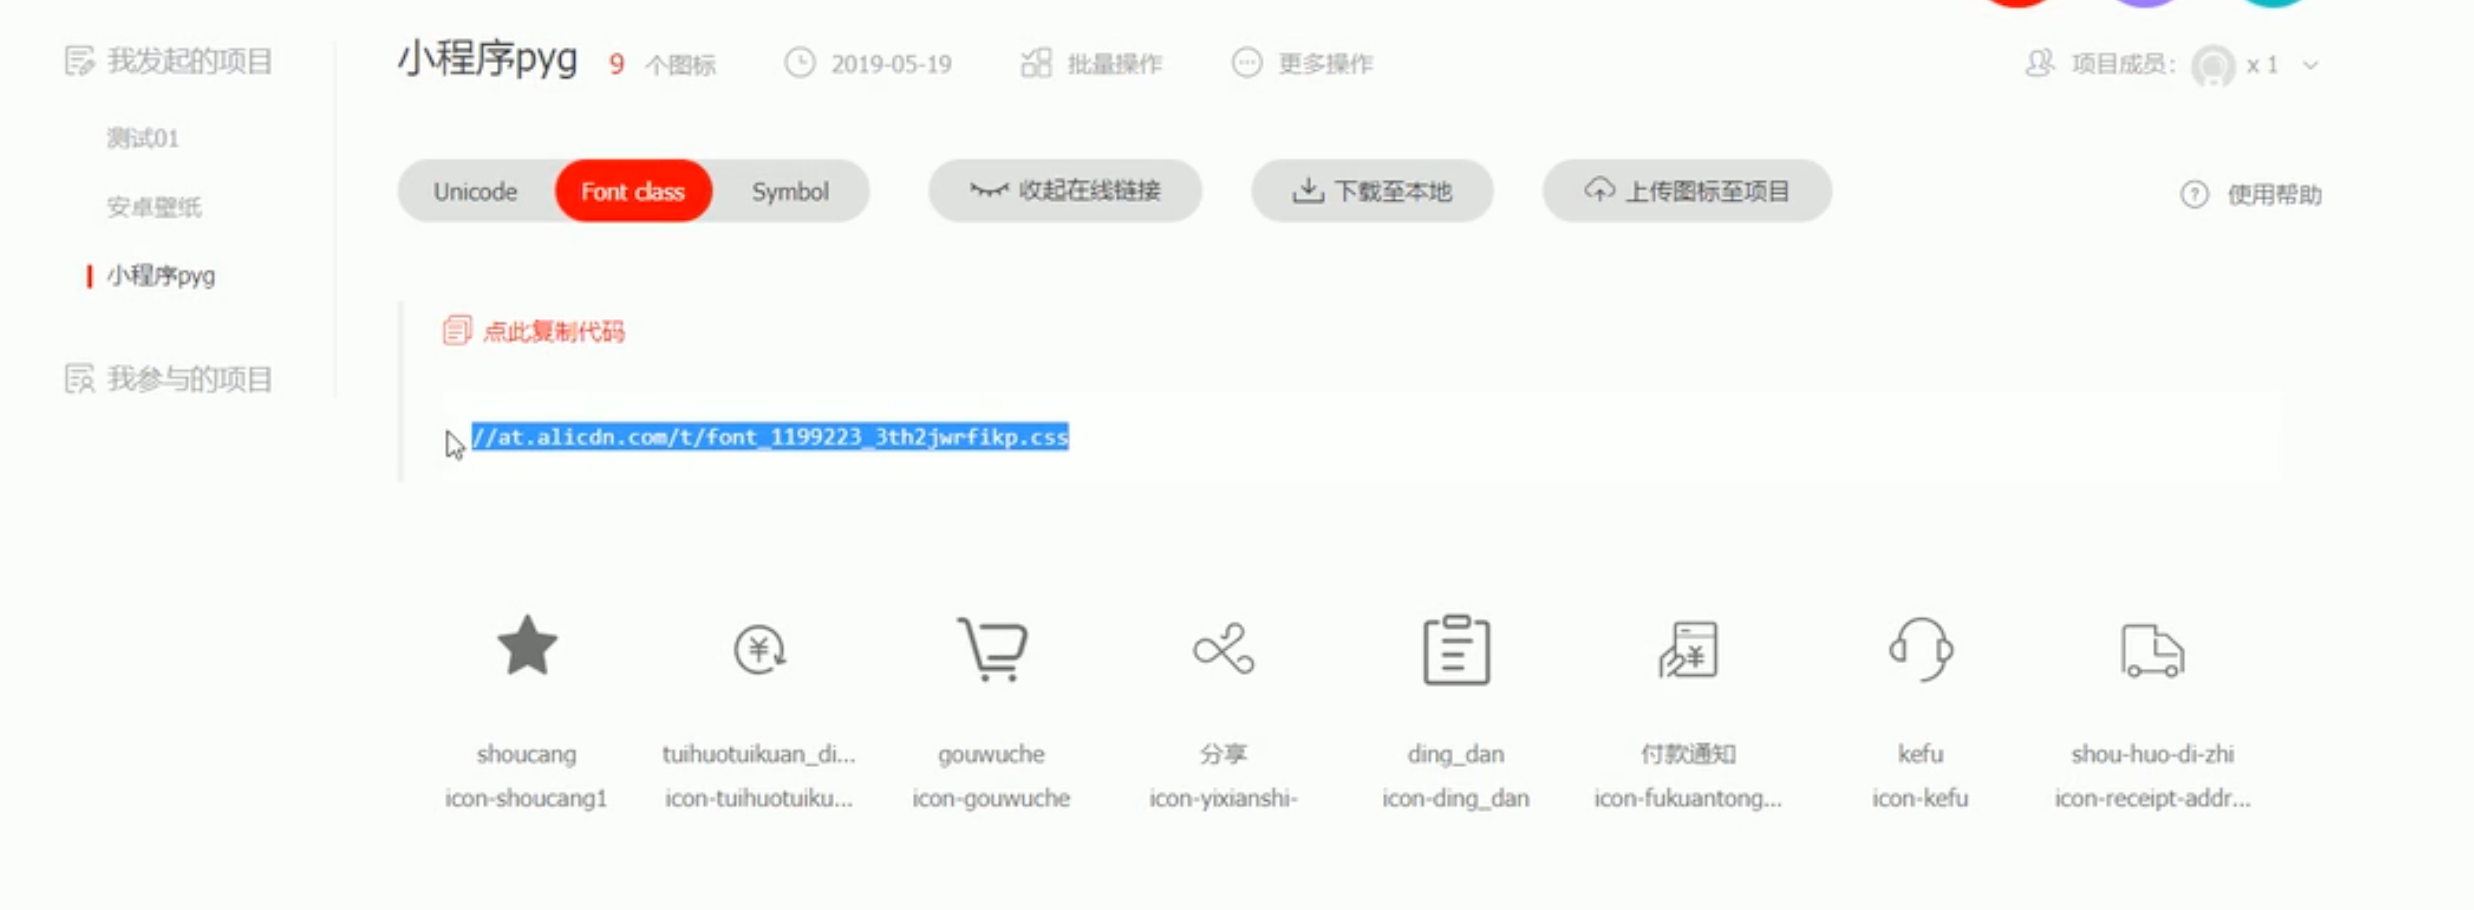 我发起的项目
测试01
安卓壁纸
小程序pyg
我参与的项目
小程序pyg 9 个图标 2019-05-19 批量操作 更多操作 项目成员: x 1
Unicode Font class Symbol 收起在线链接 下载至本地 上传图标至项目 使用帮助
点此复制代码
//at.alicdn.com/t/font_1199223_3th2jwrfikp.css
shoucang tuihuotuikuan_di... gouwuche 分享 ding_dan 付款通知 kefu shou-huo-di-zhi
icon-shoucang1 icon-tuihuotuiku... icon-gouwuche icon-yixianshi- icon-ding_dan icon-fukuantong... icon-kefu icon-receipt-addr...